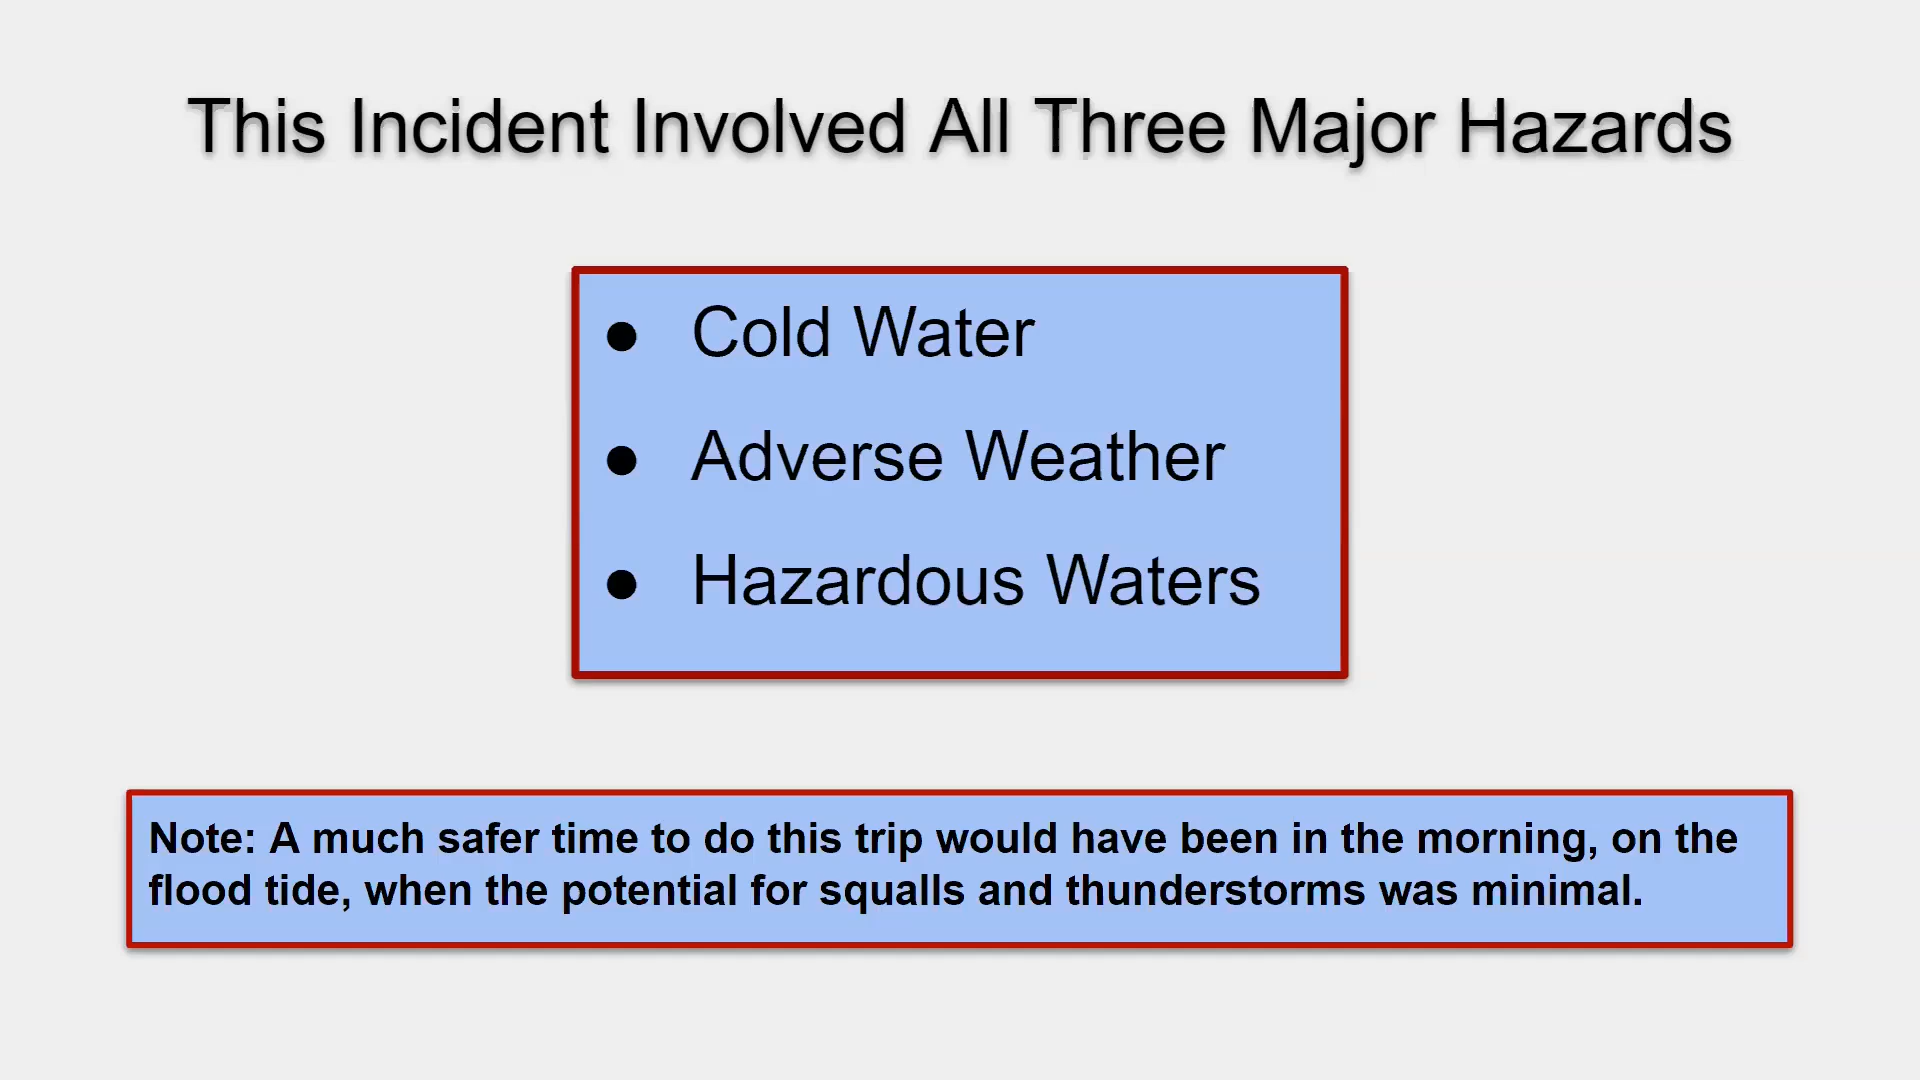 This Incident Involved All Three Major Hazards
● Cold Water
● Adverse Weather
● Hazardous Waters
Note: A much safer time to do this trip would have been in the morning, on the
flood tide, when the potential for squalls and thunderstorms was minimal.